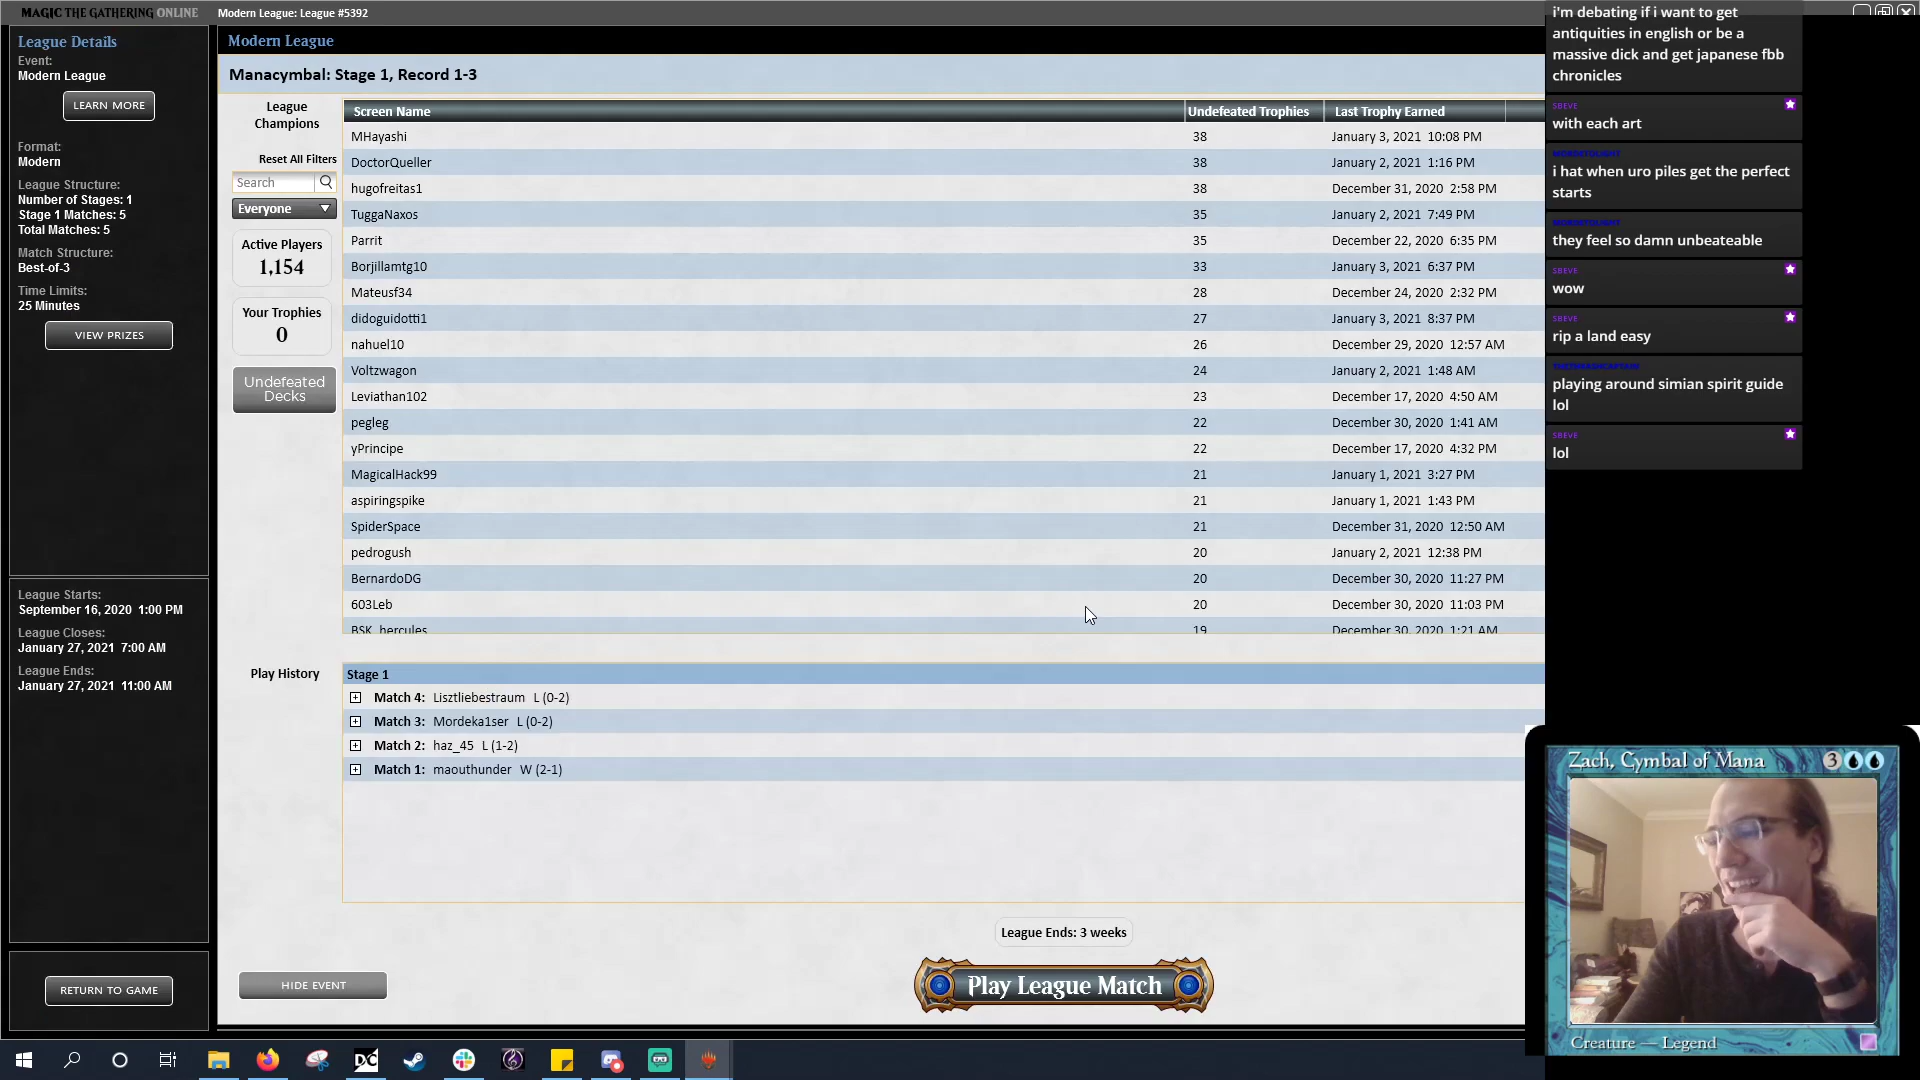 MAGIC THE GATHERING ONLINE
Modern League: League #5392
League Details
Event:
Modern League
LEARN MORE
Format:
Modern
League Structure:
Number of Stages: 1
Stage 1 Matches: 5
Total Matches: 5
Match Structure:
Best-of-3
Time Limits:
25 Minutes
VIEW PRIZES
League Starts:
September 16, 2020 1:00 PM
League Closes:
January 27, 2021 7:00 AM
League Ends:
January 27, 2021 11:00 AM
RETURN TO GAME
Modern League
Manacymbal: Stage 1, Record 1-3
League
Champions
Reset All Filters
Search
Everyone
Active Players
1,154
Your Trophies
0
Undefeated
Decks
Screen Name Undefeated Trophies Last Trophy Earned
MHayashi 38 January 3, 2021 10:08 PM
DoctorQueller 38 January 2, 2021 1:16 PM
hugofreitas1 38 December 31, 2020 2:58 PM
TuggaNaxos 35 January 2, 2021 7:49 PM
Parrit 35 December 22, 2020 6:35 PM
Borjillamtg10 33 January 3, 2021 6:37 PM
Mateusf34 28 December 24, 2020 2:32 PM
didoguidotti1 27 January 3, 2021 8:37 PM
nahuel10 26 December 29, 2020 12:57 AM
Voltzwagon 24 January 2, 2021 1:48 AM
Leviathan102 23 December 17, 2020 4:50 AM
pegleg 22 December 30, 2020 1:41 AM
yPrincipe 22 December 17, 2020 4:32 PM
MagicalHack99 21 January 1, 2021 3:27 PM
aspiringspike 21 January 1, 2021 1:43 PM
SpiderSpace 21 December 31, 2020 12:50 AM
pedrogush 20 January 2, 2021 12:38 PM
BernardoDG 20 December 30, 2020 11:27 PM
603Leb 20 December 30, 2020 11:03 PM
BSK_hercules 19 December 30, 2020 1:21 AM
Play History
Stage 1
Match 4: Lisztliebestraum L (0-2)
Match 3: Mordeka1ser L (0-2)
Match 2: haz_45 L (1-2)
Match 1: maouthunder W (2-1)
League Ends: 3 weeks
HIDE EVENT
Play League Match
i'm debating if i want to get
antiquities in english or be a
massive dick and get japanese fbb
chronicles
SBEVE
with each art
i hat when uro piles get the perfect
starts
they feel so damn unbeateable
SBEVE
wow
SBEVE
rip a land easy
playing around simian spirit guide
lol
SBEVE
lol
Zach, Cymbal of Mana 3
Creature — Legend
DC